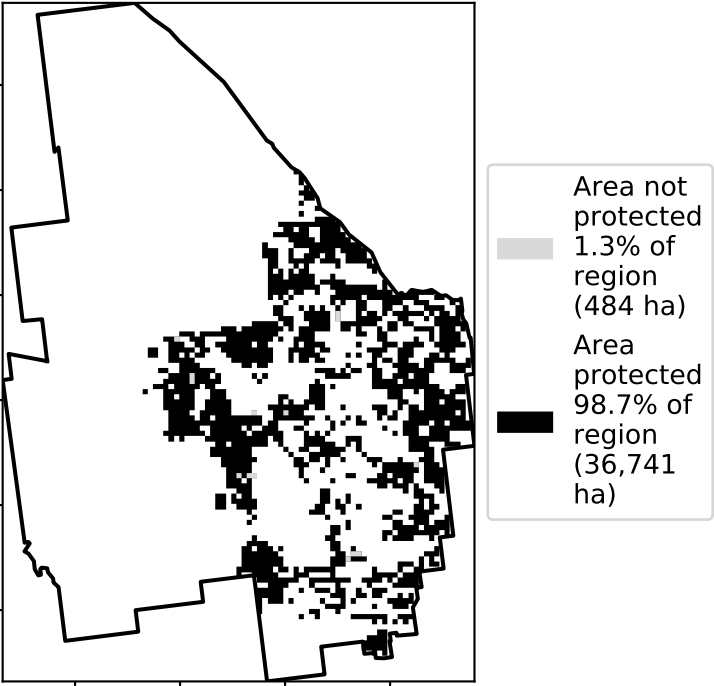 Area not
protected
1.3% of
region
(484 ha)
Area
protected
98.7% of
region
(36,741
ha)